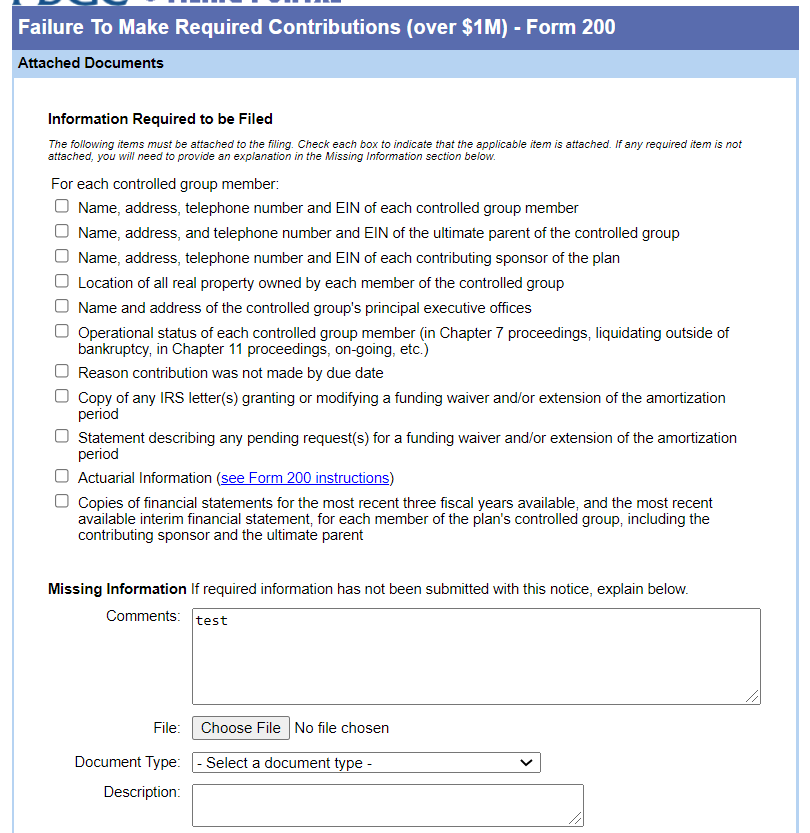 Failure To Make Required Contributions (over $1M) - Form 200
Attached Documents
Information Required to be Filed
The following items must be attached to the filing. Check each box to indicate that the applicable item is attached. If any required item is not
attached, you will need to provide an explanation in the Missing Information section below.
For each controlled group member:
Name, address, telephone number and EIN of each controlled group member
Name, address, and telephone number and EIN of the ultimate parent of the controlled group
Name, address, telephone number and EIN of each contributing sponsor of the plan
Location of all real property owned by each member of the controlled group
Name and address of the controlled group's principal executive offices
Operational status of each controlled group member (in Chapter 7 proceedings, liquidating outside of
bankruptcy, in Chapter 11 proceedings, on-going, etc.)
Reason contribution was not made by due date
Copy of any IRS letter(s) granting or modifying a funding waiver and/or extension of the amortization
period
Statement describing any pending request(s) for a funding waiver and/or extension of the amortization
period
Actuarial Information (see Form 200 instructions)
Copies of financial statements for the most recent three fiscal years available, and the most recent
available interim financial statement, for each member of the plan's controlled group, including the
contributing sponsor and the ultimate parent
Missing Information If required information has not been submitted with this notice, explain below.
Comments: test
File: Choose File No file chosen
Document Type: - Select a document type -
Description: